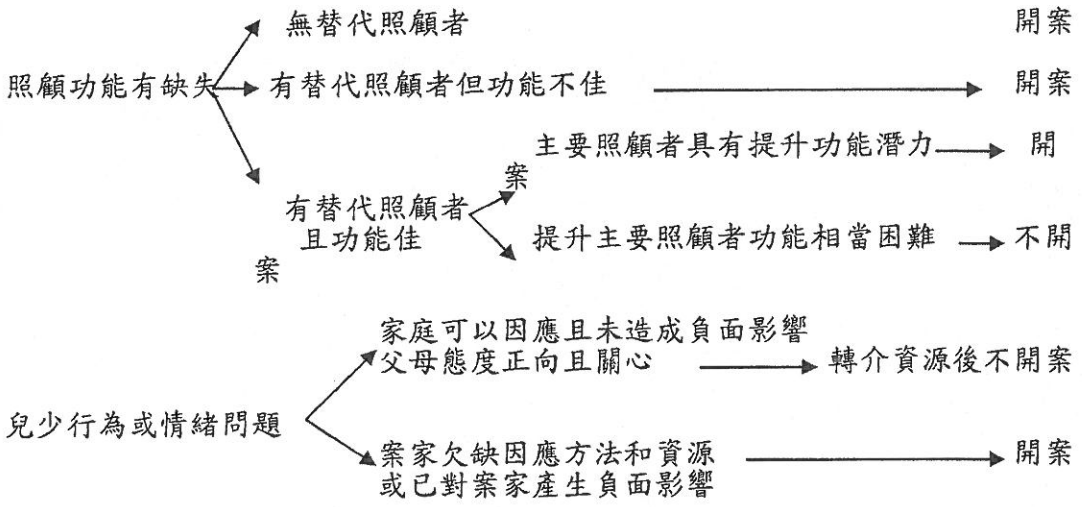 無替代照顧者 開案
照顧功能有缺失 有替代照顧者但功能不佳 開案
主要照顧者具有提升功能潛力 開
案
有替代照顧者
且功能佳
提升主要照顧者功能相當困難 不開
案
家庭可以因應且未造成負面影響
父母態度正向且關心 轉介資源後不開案
兒少行為或情緒問題
案家欠缺因應方法和資源 開案
或已對案家產生負面影響